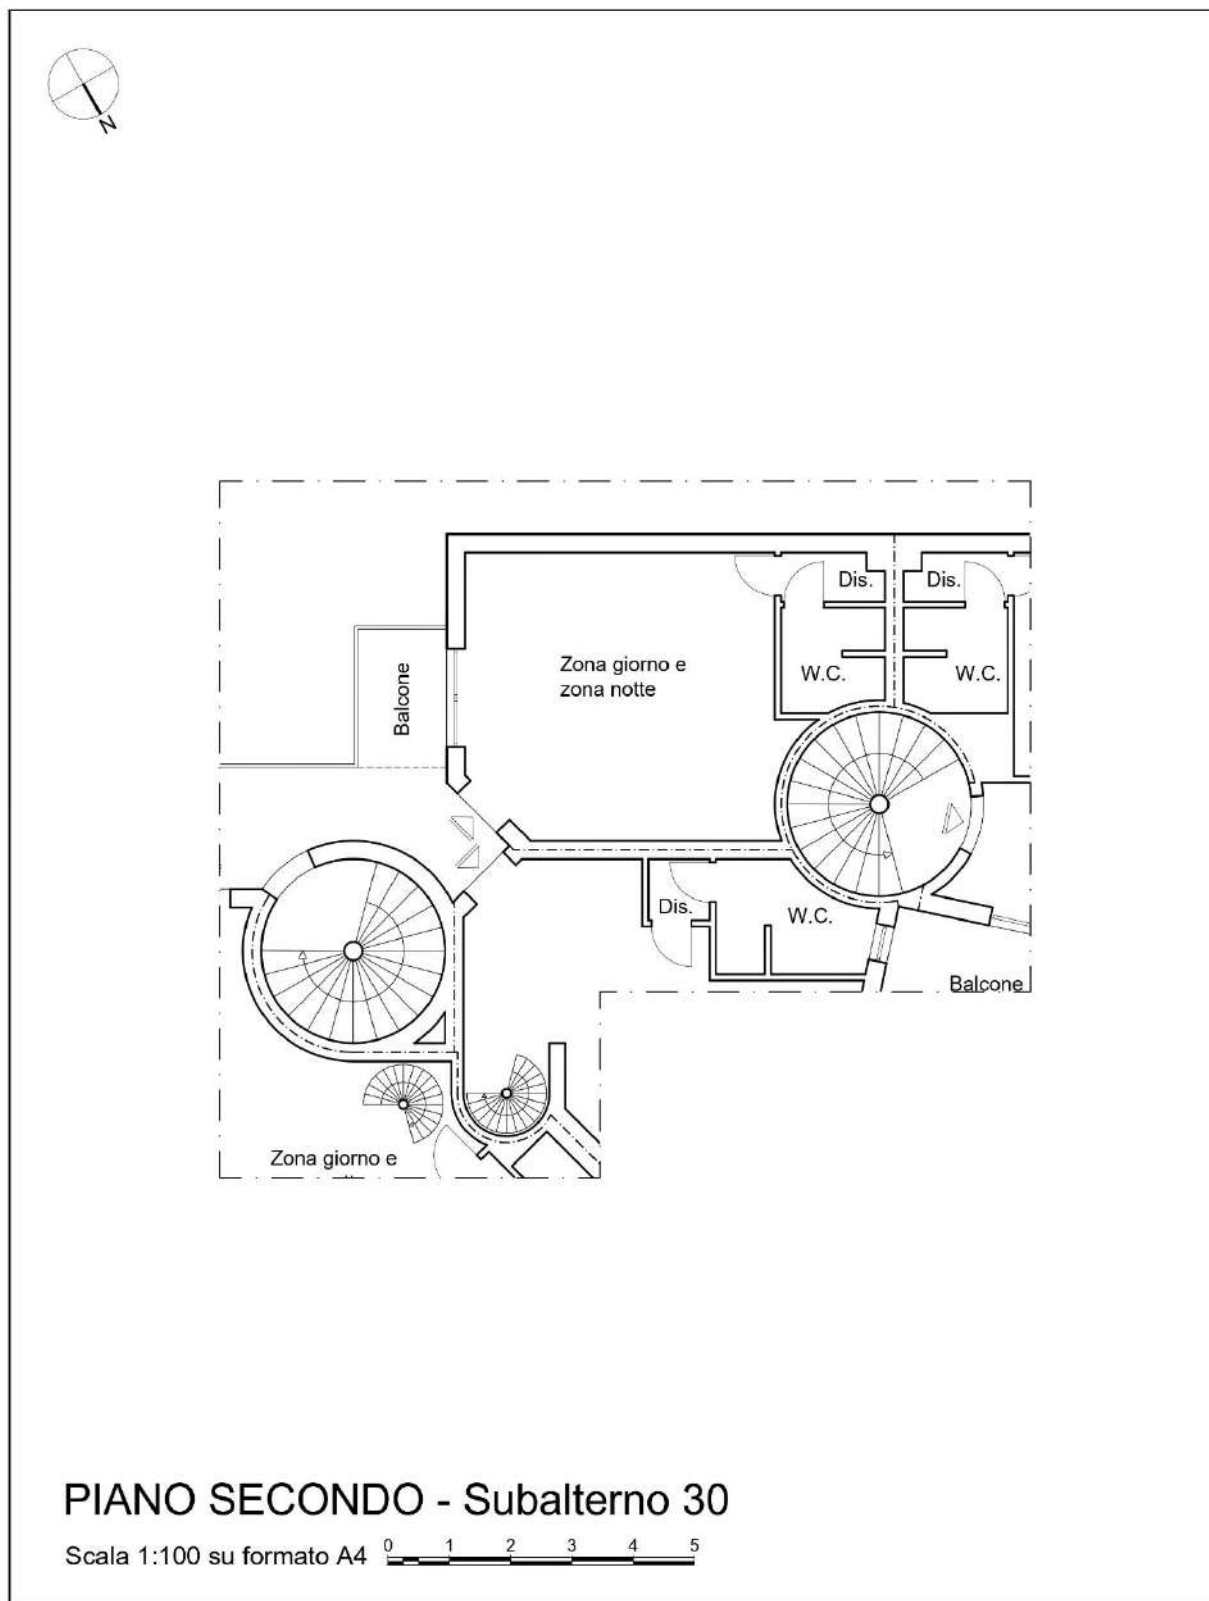 N
Dis.
Dis.
Zona giorno e
zona notte
Balcone
W.C.
W.C.
Dis.
W.C.
Balcone
Zona giorno e
PIANO SECONDO - Subalterno 30
Scala 1:100 su formato A4 0 1 2 3 4 5